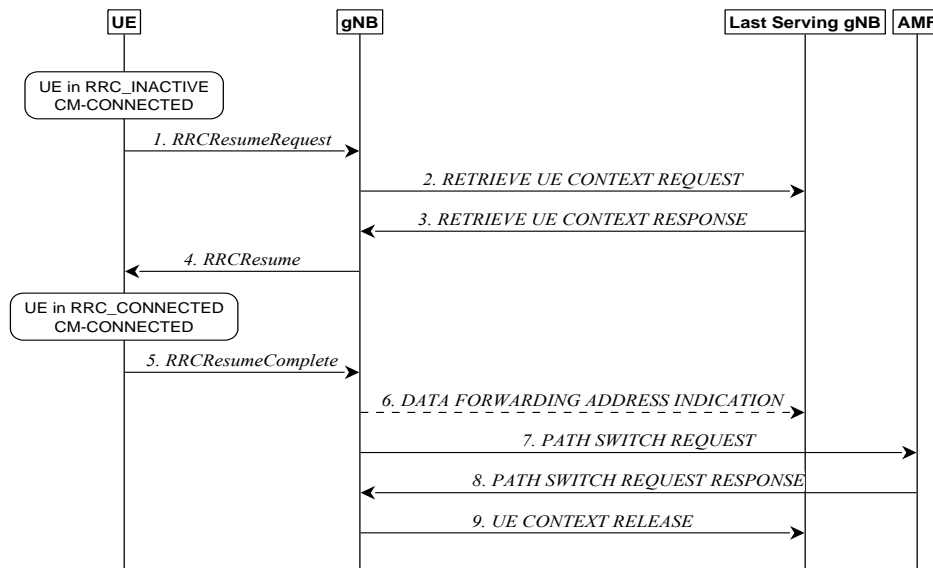 UE
gNB
Last Serving gNB
AMF
UE in RRC_INACTIVE
CM-CONNECTED
1. RRCResumeRequest
2. RETRIEVE UE CONTEXT REQUEST
3. RETRIEVE UE CONTEXT RESPONSE
4. RRCResume
UE in RRC_CONNECTED
CM-CONNECTED
5. RRCResumeComplete
6. DATA FORWARDING ADDRESS INDICATION
7. PATH SWITCH REQUEST
8. PATH SWITCH REQUEST RESPONSE
9. UE CONTEXT RELEASE